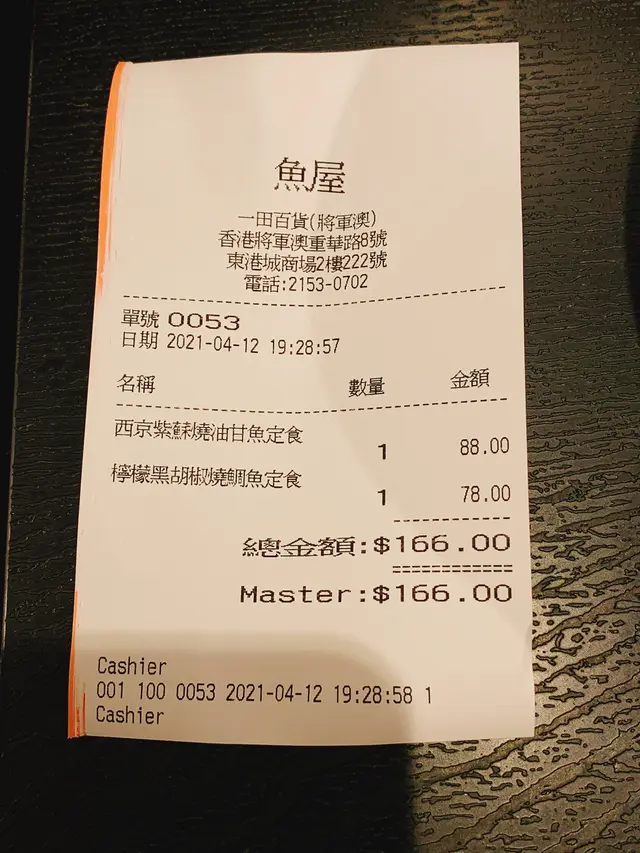 魚屋
一田百貨(將軍澳)
香港將軍澳重華路8號
東港城商場2樓222號
電話:2153-0702
單號 0053
日期 2021-04-12 19:28:57
名稱 數量 金額
西京紫蘇燒油甘魚定食
1 88.00
檸檬黑胡椒燒鯛魚定食
1 78.00
總金額:$166.00
Master:$166.00
Cashier
001 100 0053 2021-04-12 19:28:58 1
Cashier